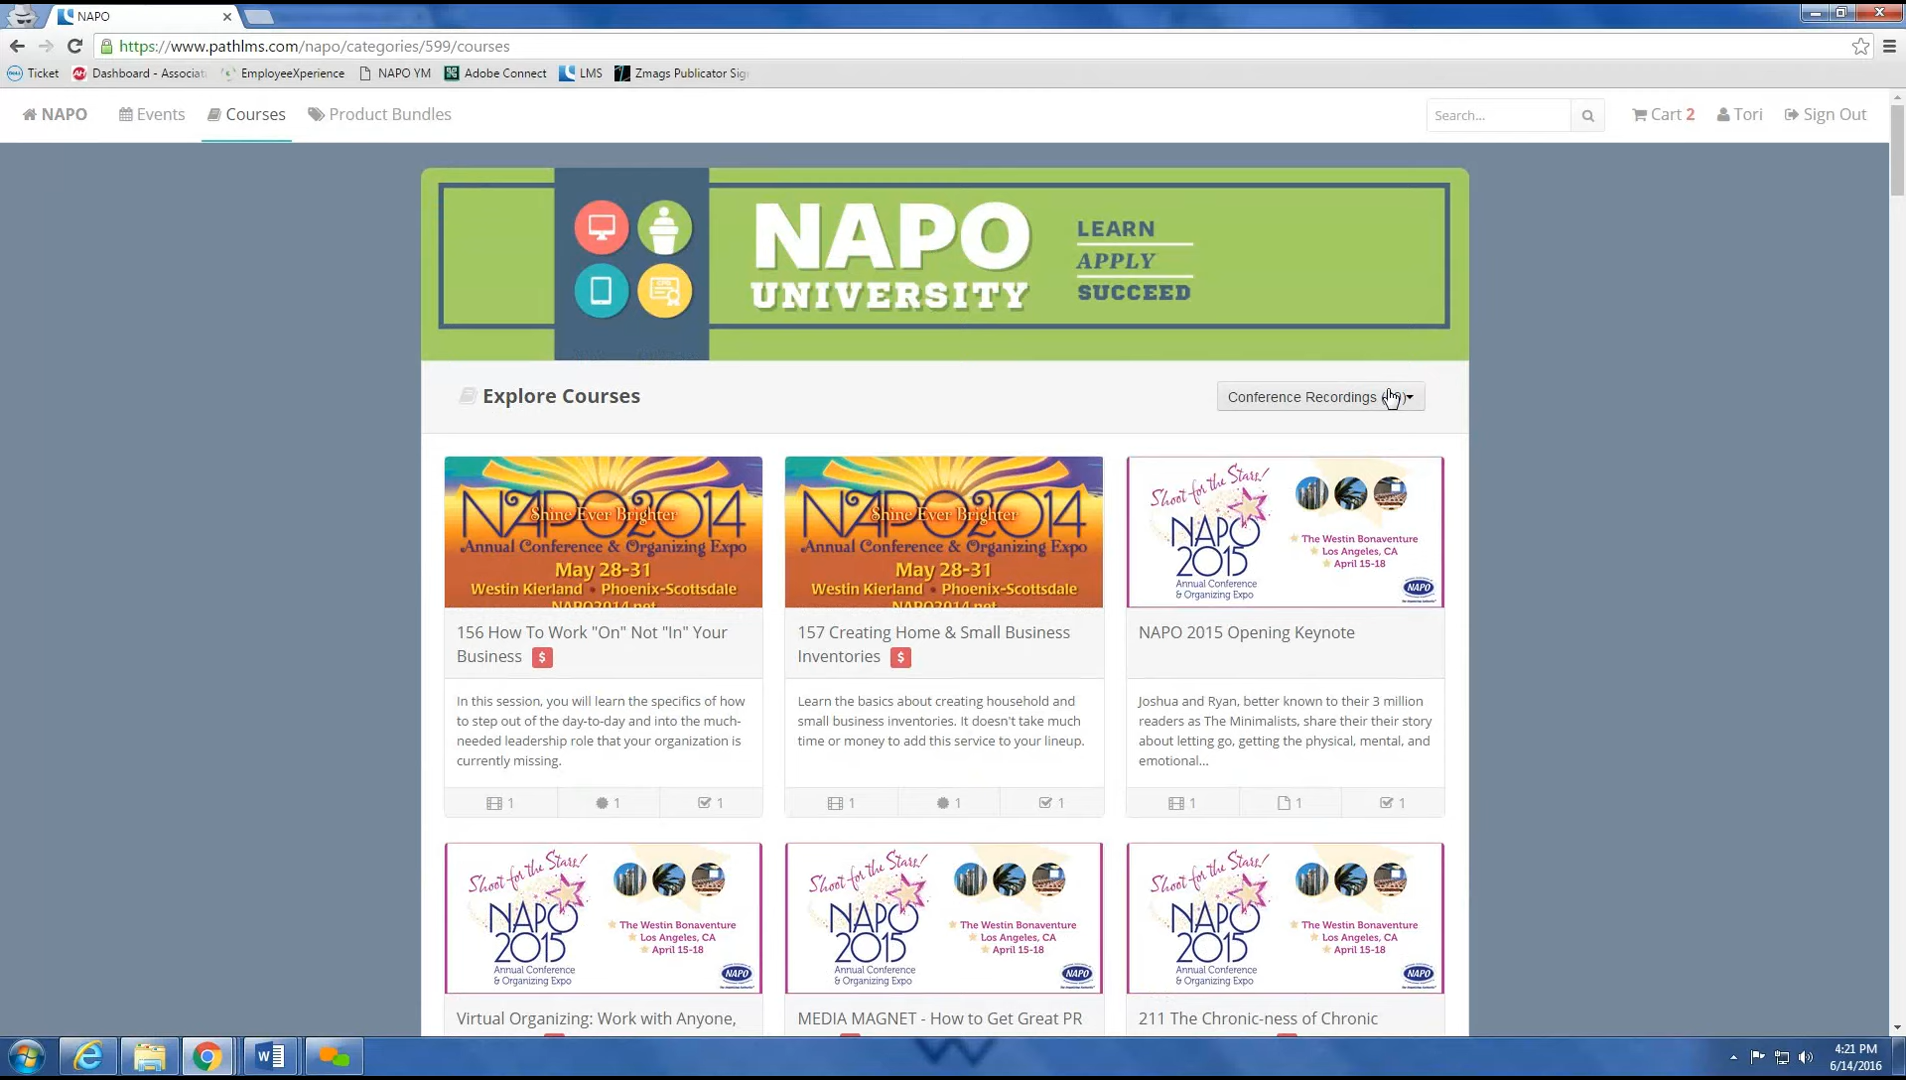 NAPO
https://www.pathlms.com/napo/categories/599/courses
Ticket Dashboard - Associat EmployeeXperience NAPO YM Adobe Connect LMS Zmags Publicator Sig
NAPO Events Courses Product Bundles Search... Cart 2 Tori Sign Out
NAPO
UNIVERSITY
LEARN
APPLY
SUCCEED
Explore Courses
Conference Recordings
NAPO2014
Shine Ever Brighter
Annual Conference & Organizing Expo
May 28-31
Westin Kierland • Phoenix-Scottsdale
NAPO2014.net
156 How To Work "On" Not "In" Your
Business $
In this session, you will learn the specifics of how
to step out of the day-to-day and into the much-
needed leadership role that your organization is
currently missing.
1 1 1
NAPO2014
Shine Ever Brighter
Annual Conference & Organizing Expo
May 28-31
Westin Kierland • Phoenix-Scottsdale
NAPO2014.net
157 Creating Home & Small Business
Inventories $
Learn the basics about creating household and
small business inventories. It doesn't take much
time or money to add this service to your lineup.
1 1 1
Shoot for the Stars!
NAPO
2015
Annual Conference
& Organizing Expo
The Westin Bonaventure
Los Angeles, CA
April 15-18
NAPO
NAPO 2015 Opening Keynote
Joshua and Ryan, better known to their 3 million
readers as The Minimalists, share their their story
about letting go, getting the physical, mental, and
emotional...
1 1 1
Shoot for the Stars!
NAPO
2015
Annual Conference
& Organizing Expo
The Westin Bonaventure
Los Angeles, CA
April 15-18
NAPO
Virtual Organizing: Work with Anyone,
Shoot for the Stars!
NAPO
2015
Annual Conference
& Organizing Expo
The Westin Bonaventure
Los Angeles, CA
April 15-18
NAPO
MEDIA MAGNET - How to Get Great PR
Shoot for the Stars!
NAPO
2015
Annual Conference
& Organizing Expo
The Westin Bonaventure
Los Angeles, CA
April 15-18
NAPO
211 The Chronic-ness of Chronic
4:21 PM
6/14/2016